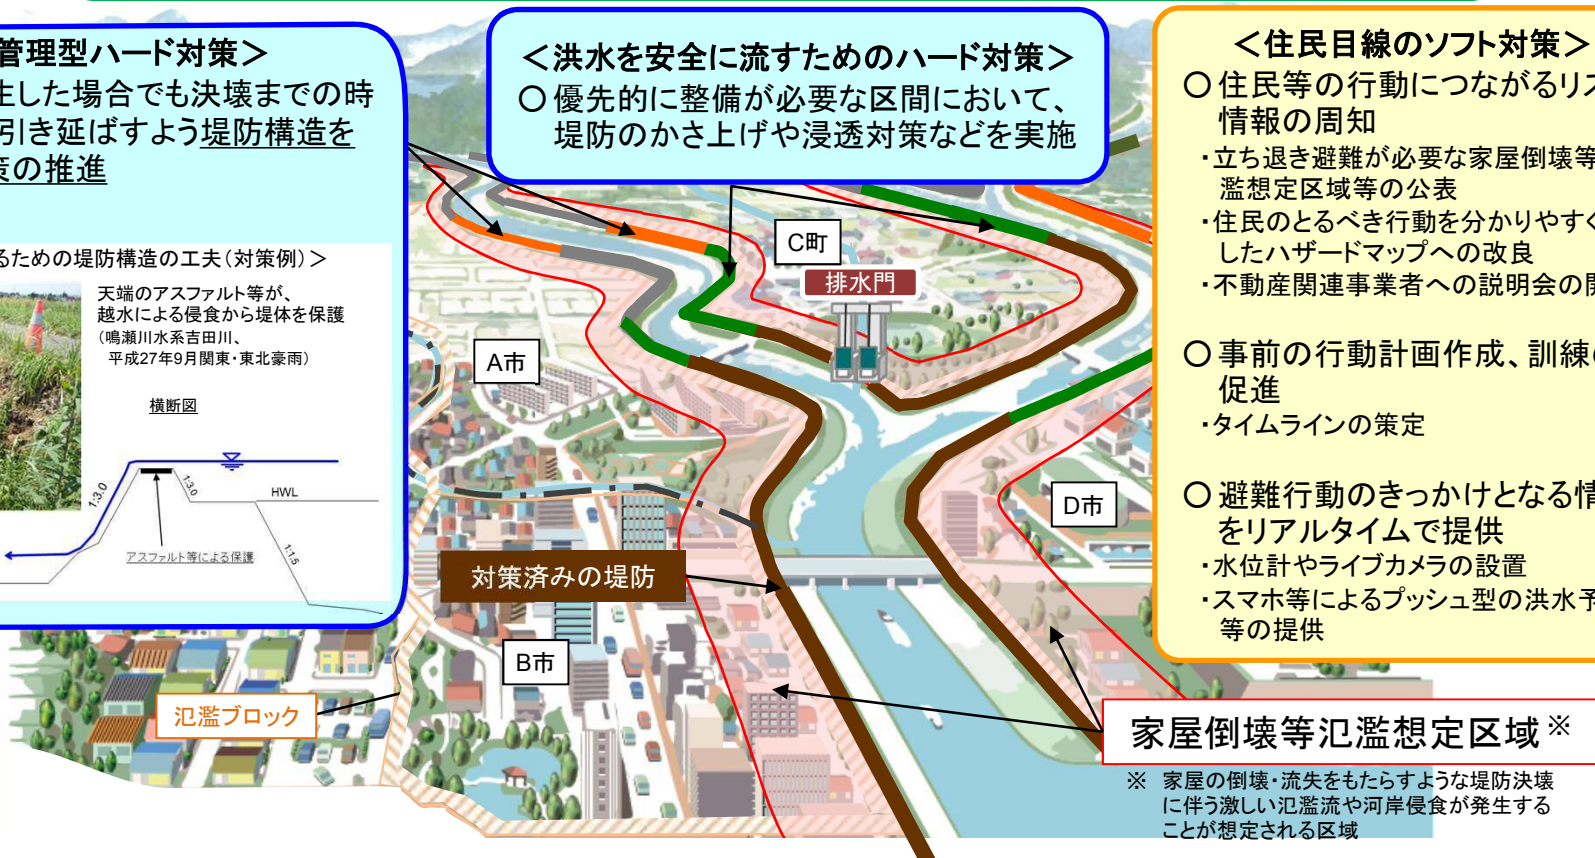 管理型ハード対策＞
生した場合でも決壊までの時
引き延ばすよう堤防構造を
策の推進
るための堤防構造の工夫(対策例)＞
天端のアスファルト等が、
越水による侵食から堤体を保護
(鳴瀬川水系吉田川、
平成27年9月関東・東北豪雨)
横断図
1:3.0
1:3.0
HWL
1:1.5
アスファルト等による保護
＜洪水を安全に流すためのハード対策＞
○優先的に整備が必要な区間において、
堤防のかさ上げや浸透対策などを実施
＜住民目線のソフト対策＞
○住民等の行動につながるリス
情報の周知
・立ち退き避難が必要な家屋倒壊等
濫想定区域等の公表
・住民のとるべき行動を分かりやすく
したハザードマップへの改良
・不動産関連事業者への説明会の開
○事前の行動計画作成、訓練の
促進
・タイムラインの策定
○避難行動のきっかけとなる情
をリアルタイムで提供
・水位計やライブカメラの設置
・スマホ等によるプッシュ型の洪水予
等の提供
C町
排水門
A市
D市
対策済みの堤防
B市
氾濫ブロック
家屋倒壊等氾濫想定区域※
※ 家屋の倒壊・流失をもたらすような堤防決壊
に伴う激しい氾濫流や河岸侵食が発生する
ことが想定される区域